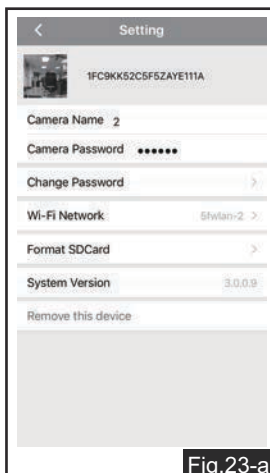 Setting
1FC9KK52C5F5ZAYE111A
Camera Name 2
Camera Password ••••••
Change Password
Wi-Fi Network 5fwlan-2
Format SDCard
System Version 3.0.0.9
Remove this device
Fig.23-a